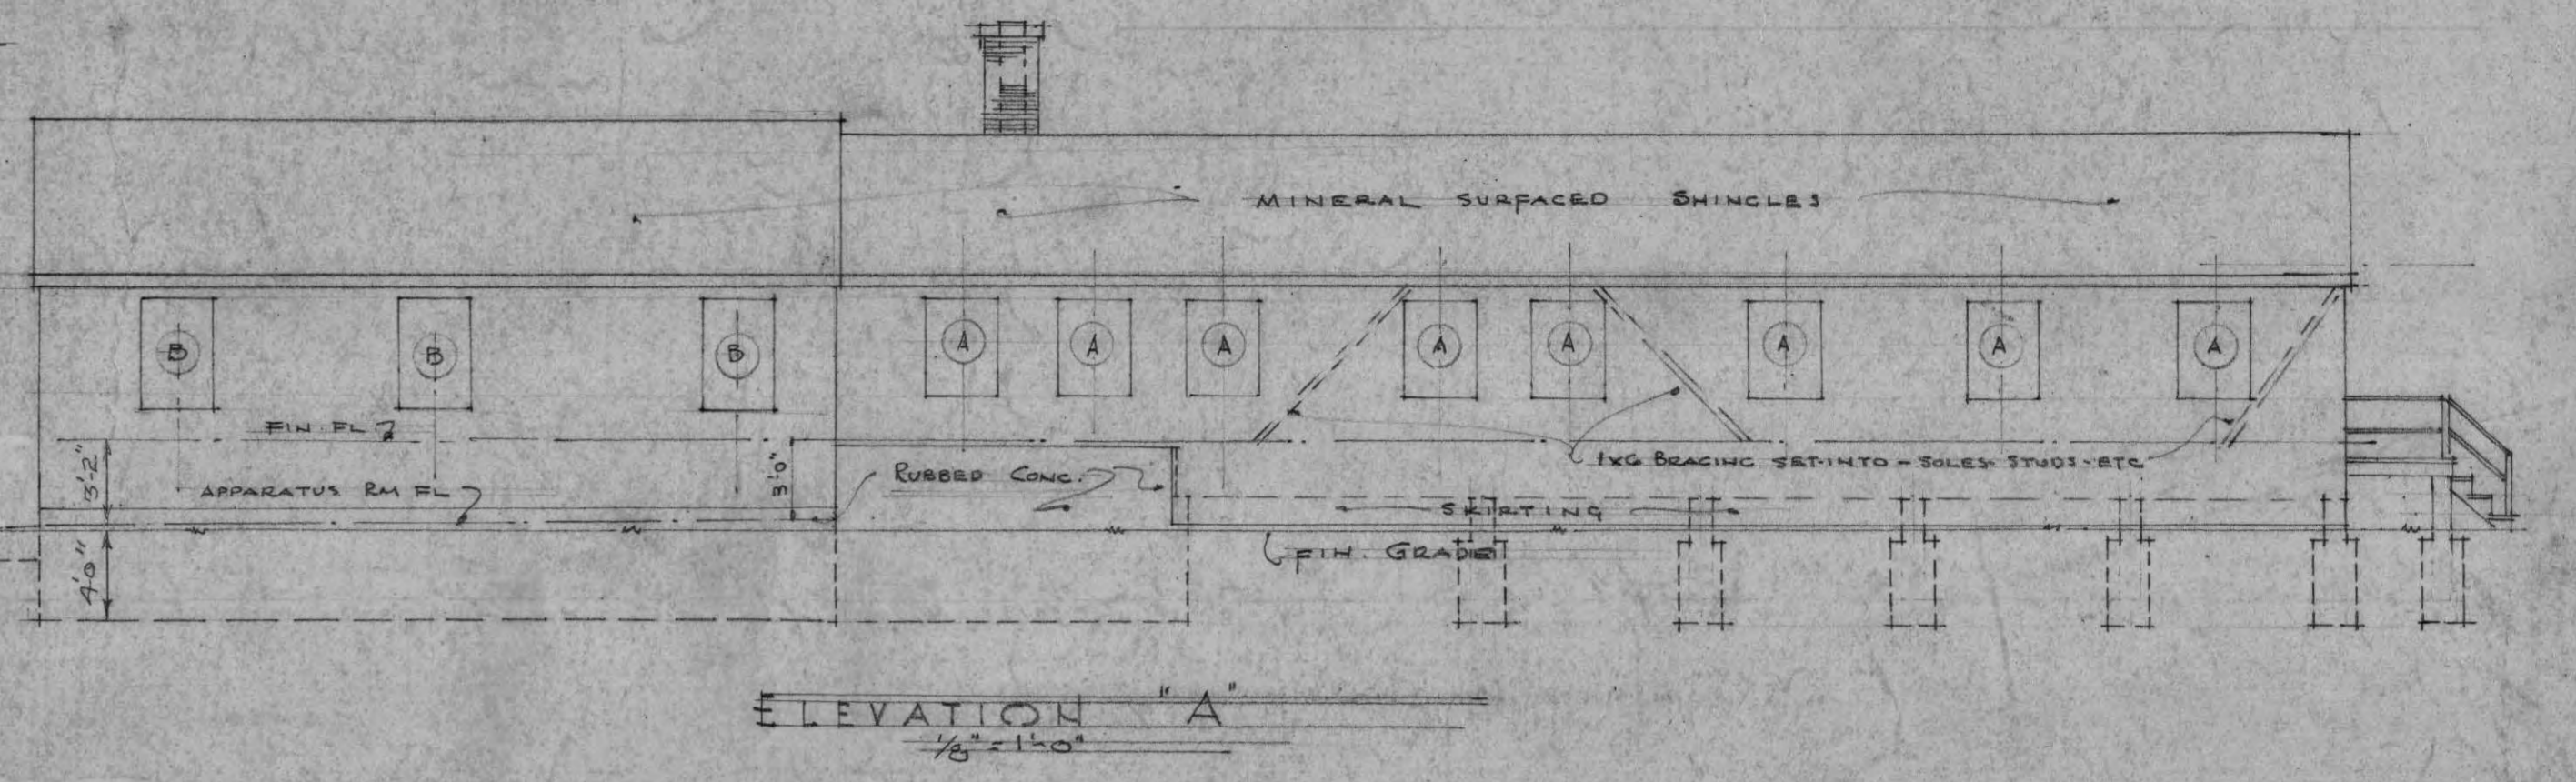 MINERAL SURFACED SHINGLES
B B B A A A A A A A A
FIN. FL
3'-2"
APPARATUS RM FL
3'0"
RUBBED CONC.
1x6 BRACING SET-INTO - SOLES - STUDS - ETC
SKIRTING
FIN. GRADE
4'0"
ELEVATION "A"
1/8" = 1'-0"